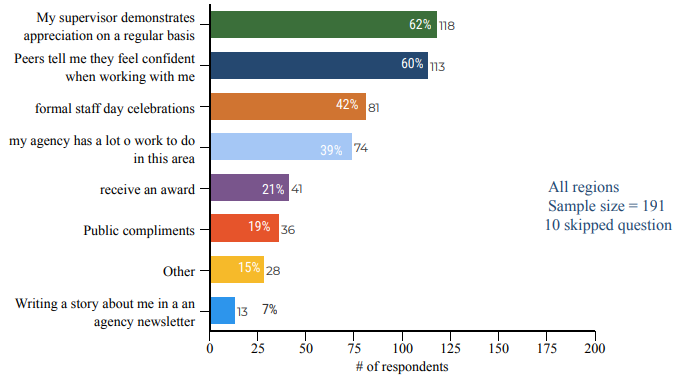 My supervisor demonstrates
appreciation on a regular basis
62% 118
Peers tell me they feel confident
when working with me
60% 113
formal staff day celebrations
42% 81
my agency has a lot o work to do
in this area
39% 74
receive an award
21% 41
Public compliments
19% 36
Other
15% 28
Writing a story about me in a an
agency newsletter
13 7%
All regions
Sample size = 191
10 skipped question
0 25 50 75 100 125 150 175 200
# of respondents